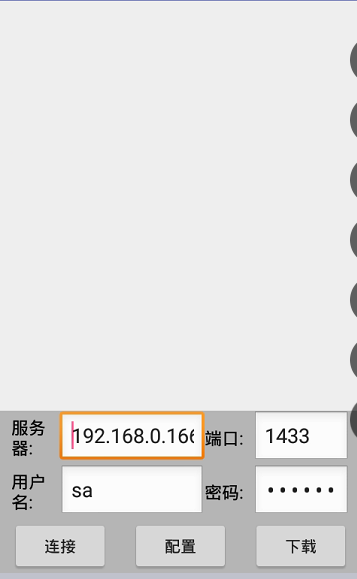 服务器: 192.168.0.166 端口: 1433
用户名: sa 密码: ••••••
连接 配置 下载